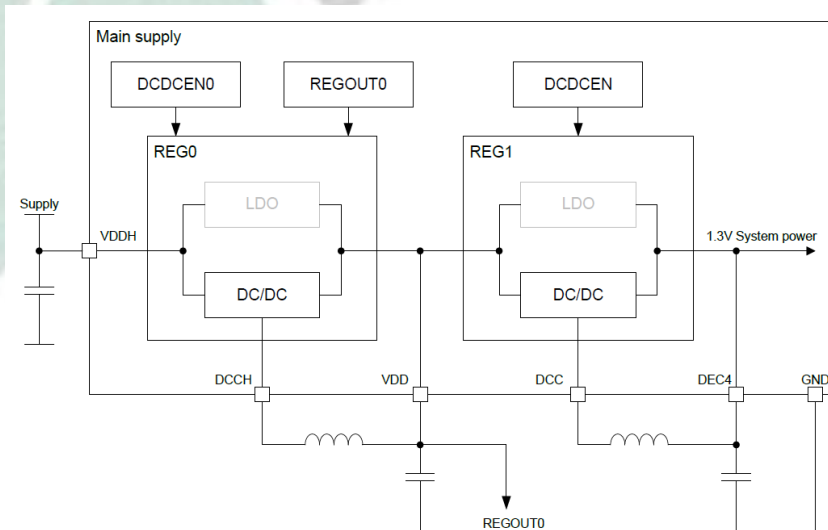 Main supply
DCDCEN0
REGOUT0
DCDCEN
REG0
REG1
LDO
LDO
Supply
VDDH
1.3V System power
DC/DC
DC/DC
DCCH
VDD
DCC
DEC4
GND
REGOUT0